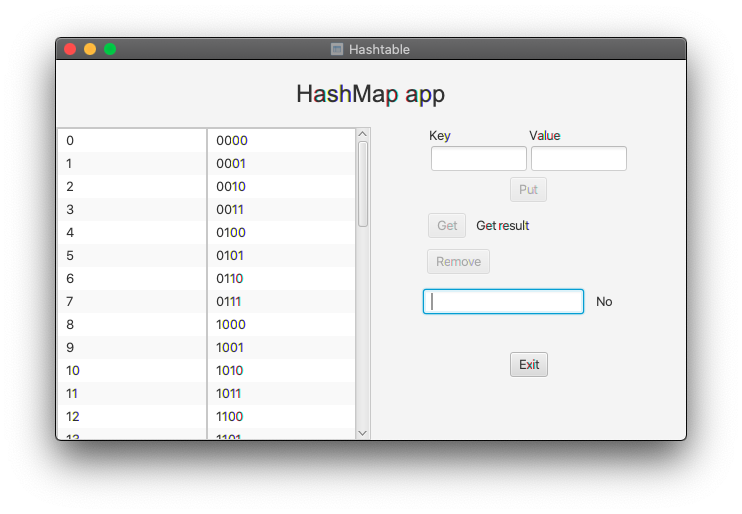 Hashtable
HashMap app
Key Value
0 0000
1 0001
2 0010
3 0011
4 0100
5 0101
6 0110
7 0111
8 1000
9 1001
10 1010
11 1011
12 1100
13 1101
Put
Get Get result
Remove
No
Exit